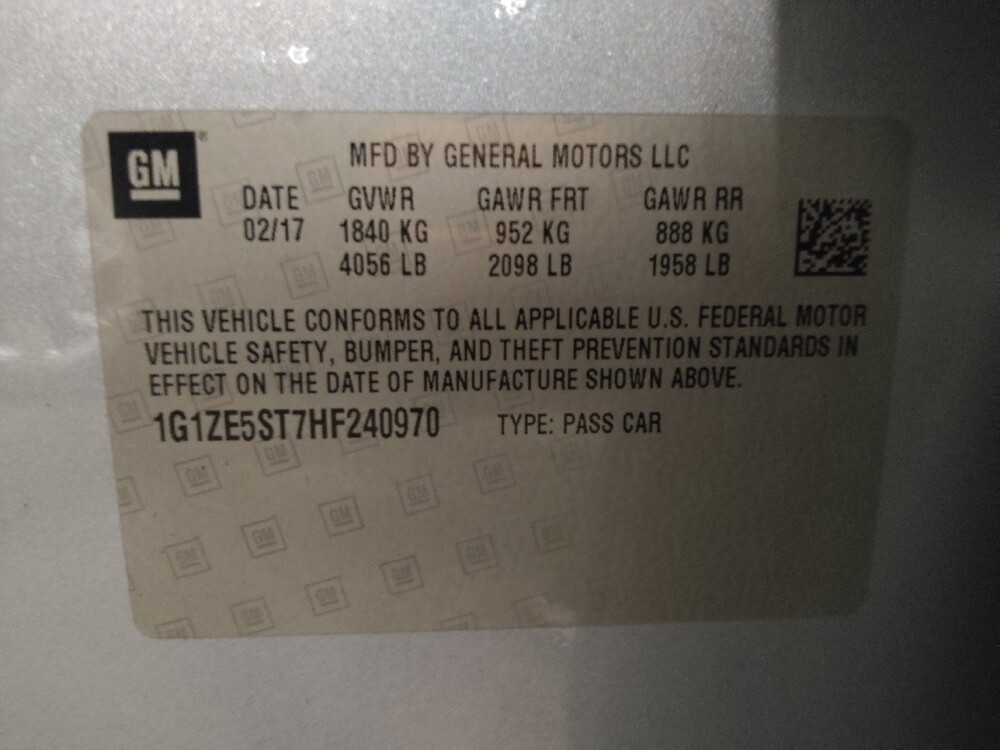 GM
MFD BY GENERAL MOTORS LLC
DATE GVWR GAWR FRT GAWR RR
02/17 1840 KG 952 KG 888 KG
4056 LB 2098 LB 1958 LB
THIS VEHICLE CONFORMS TO ALL APPLICABLE U.S. FEDERAL MOTOR
VEHICLE SAFETY, BUMPER, AND THEFT PREVENTION STANDARDS IN
EFFECT ON THE DATE OF MANUFACTURE SHOWN ABOVE.
1G1ZE5ST7HF240970 TYPE: PASS CAR